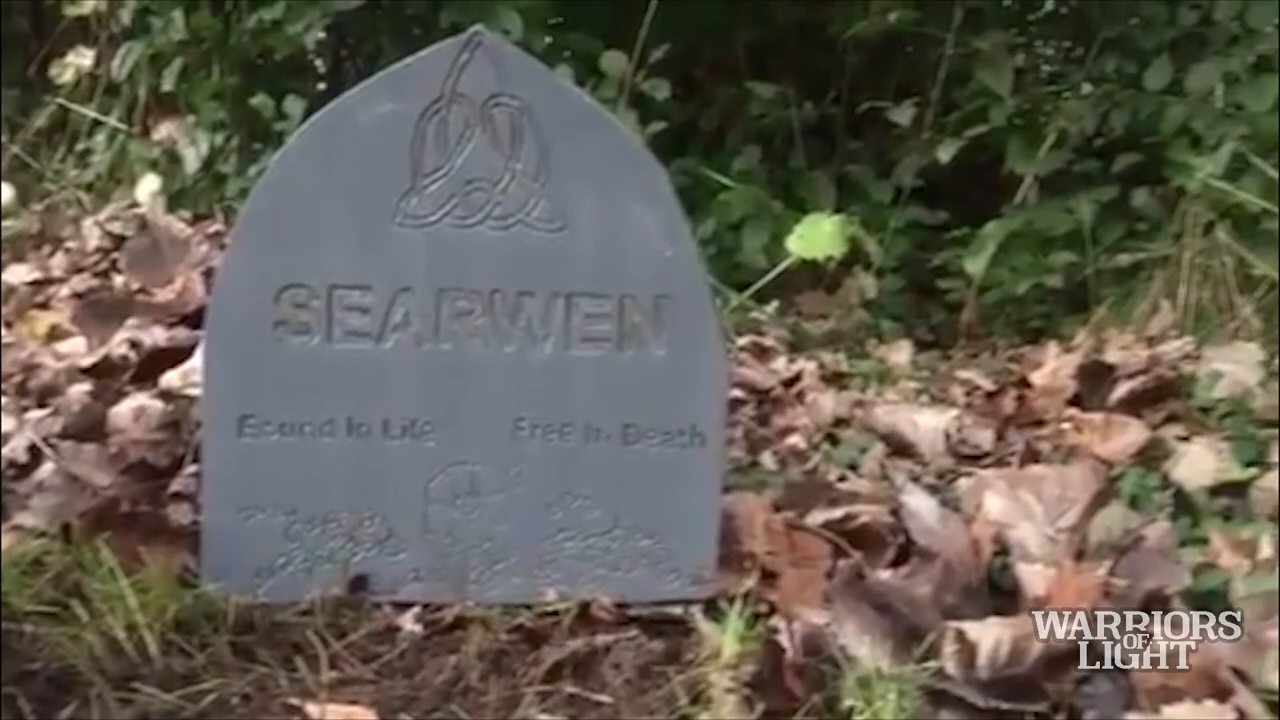 SEARWEN
Bound In Life Free In Death
WARRIORS
OF
LIGHT